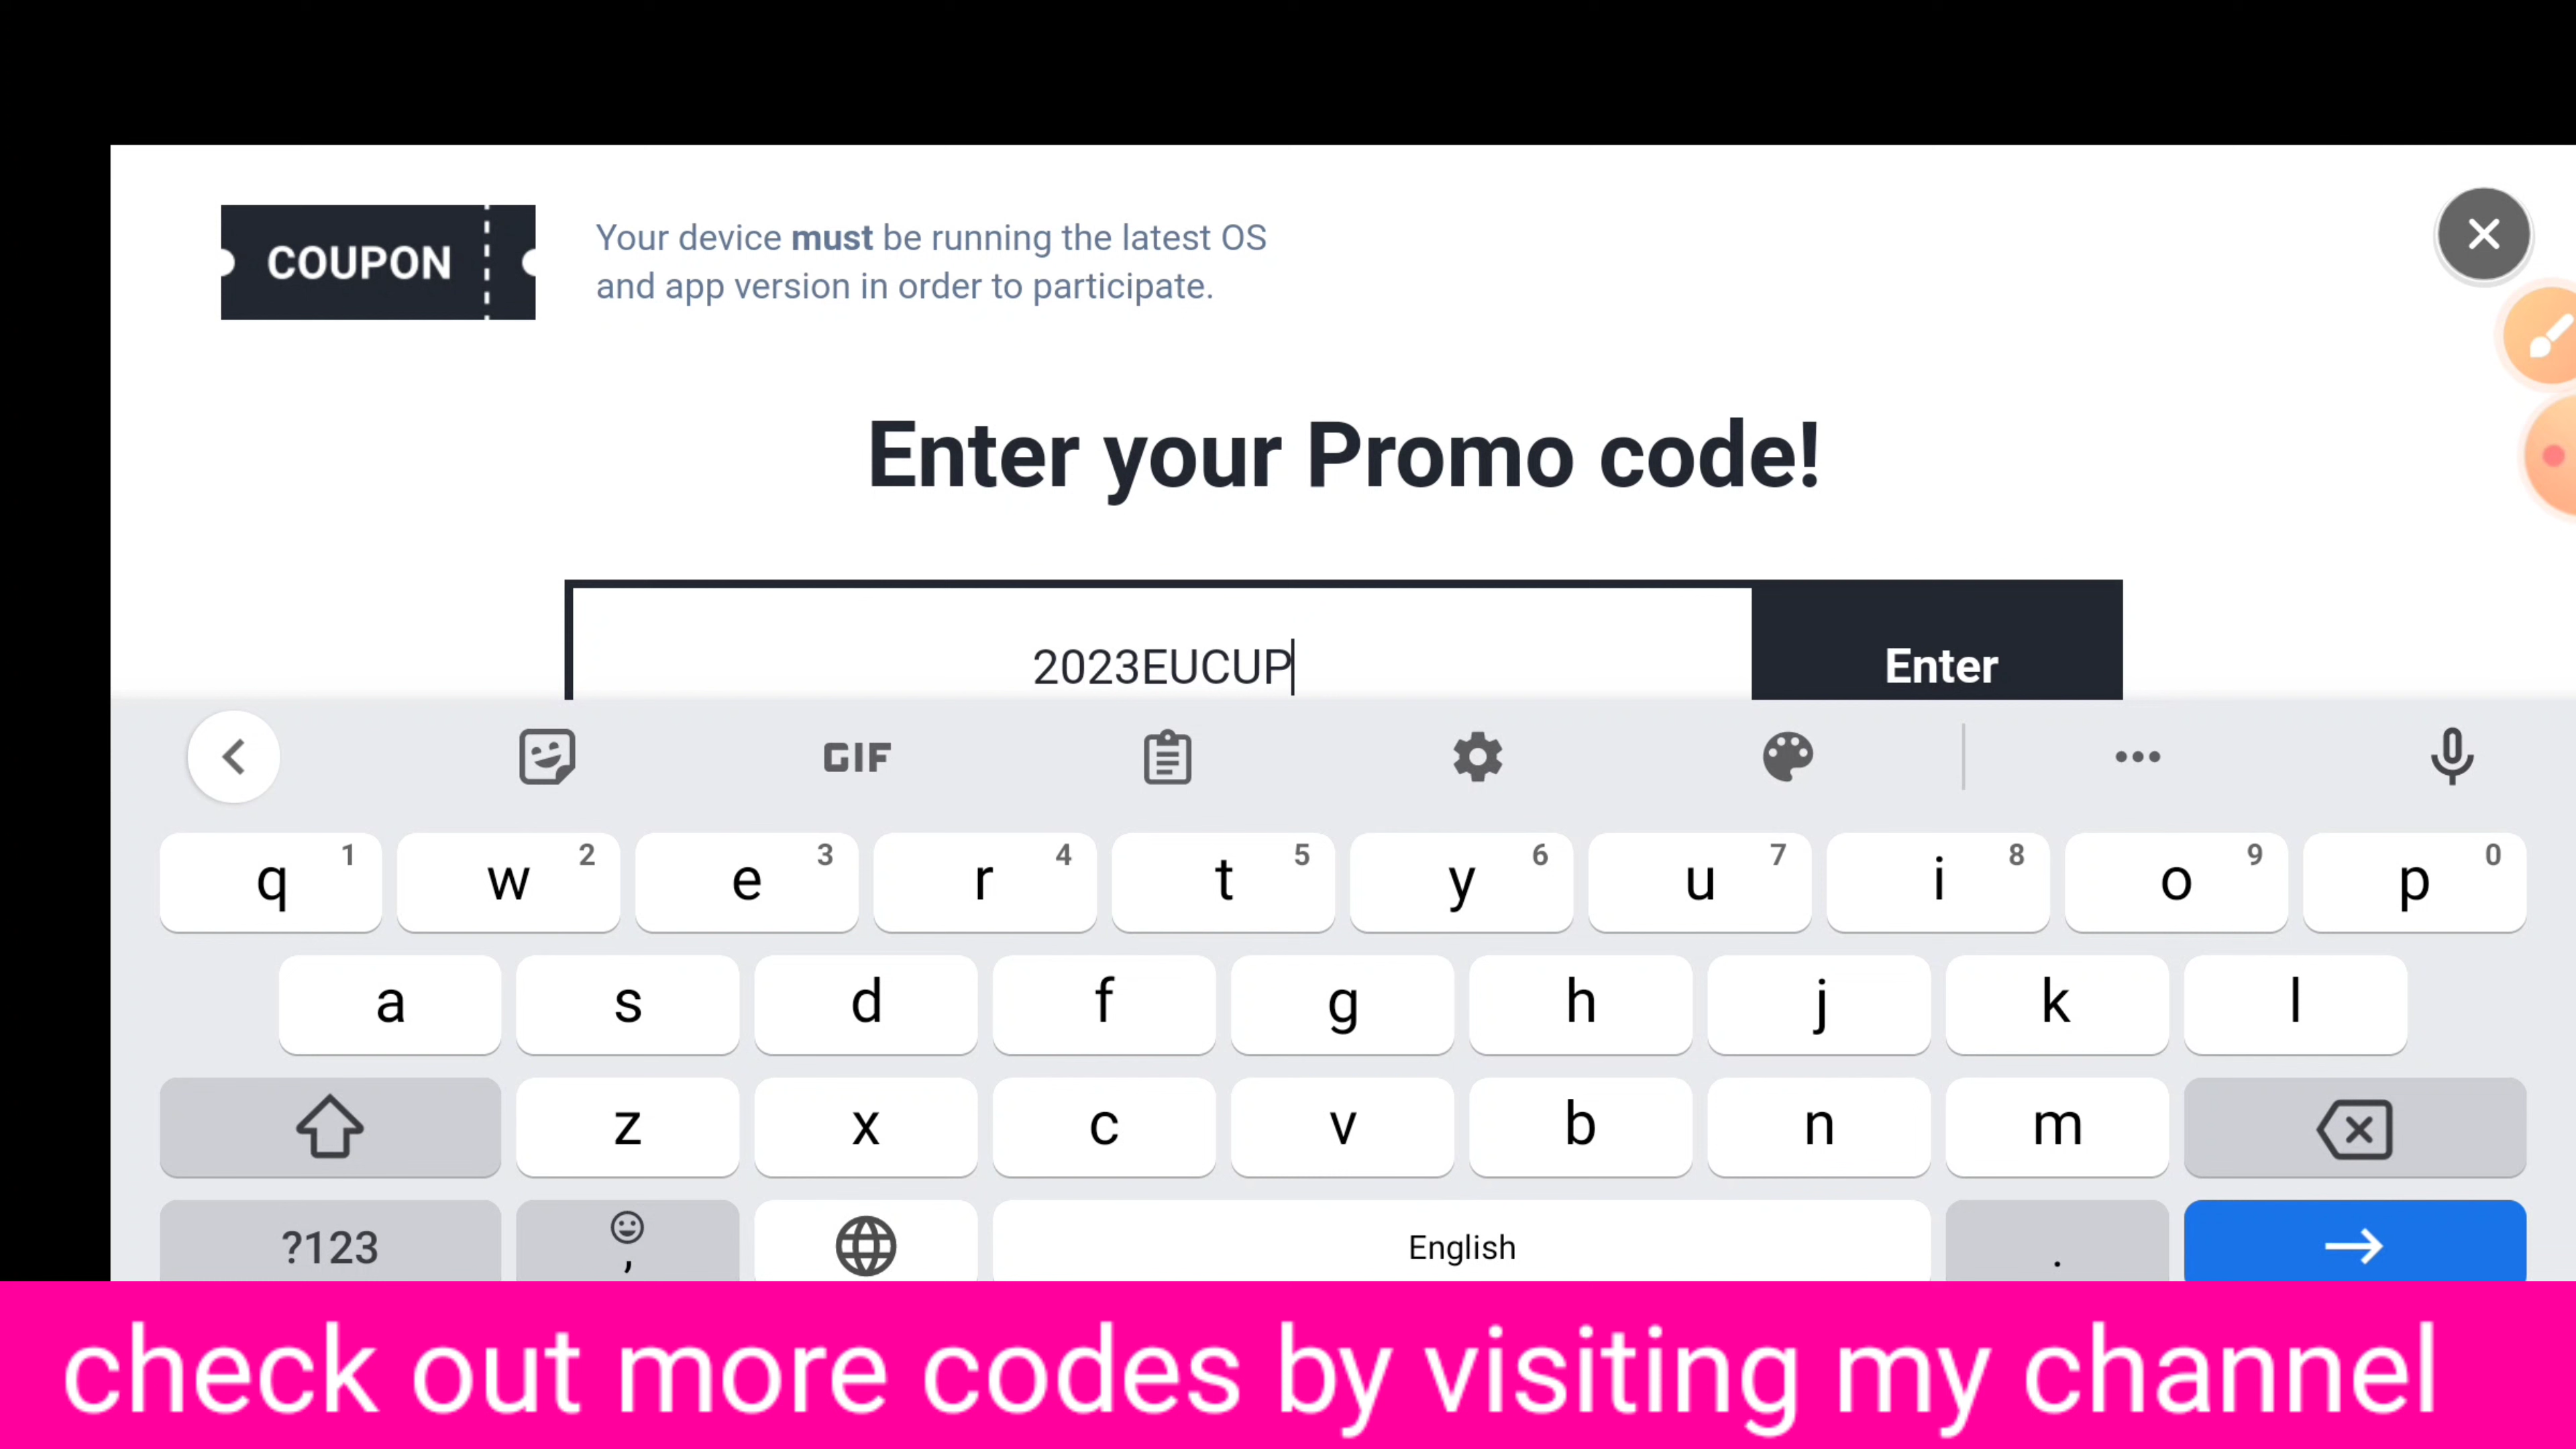 COUPON
Your device must be running the latest OS
and app version in order to participate.
Enter your Promo code!
2023EUCUP
Enter
GIF
q 1 w 2 e 3 r 4 t 5 y 6 u 7 i 8 o 9 p 0
a s d f g h j k l
z x c v b n m
?123 , English .
check out more codes by visiting my channel